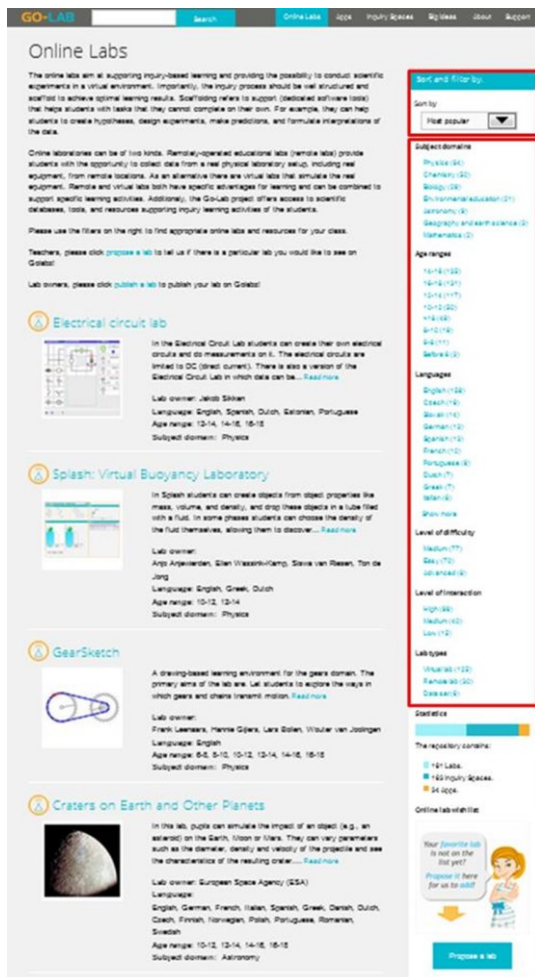 GO-LAB
Search
Online Labs Apps Inquiry Spaces Big Ideas About Support
Online Labs
The online labs aim at supporting inquiry-based learning and providing the possibility to conduct scientific
experiments in a virtual environment. Importantly, the inquiry process should be well structured and
scaffold to achieve optimal learning results. Scaffolding refers to support (dedicated software tools)
that helps students with tasks that they cannot complete on their own. For example, they can help
students to create hypotheses, design experiments, make predictions, and formulate interpretations of
the data.
Online laboratories can be of two kinds. Remotely-operated educational labs (remote labs) provide
students with the opportunity to collect data from a real physical laboratory setup, including real
equipment, from remote locations. As an alternative there are virtual labs that simulate the real
equipment. Remote and virtual labs both have specific advantages for learning and can be combined to
support specific learning activities. Additionaly, the Go-Lab project offers access to scientific
databases, tools, and resources supporting inquiry learning activities of the students.
Please use the filters on the right to find appropriate online labs and resources for your class.
Teachers, please click propose a lab to tell us if there is a particular lab you would like to see on
Golabz!
Lab owners, please click publish a lab to publish your lab on Golabz!
Electrical circuit lab
In the Electrical Circuit Lab students can create their own electrical
circuits and do measurements on it. The electrical circuits are
limited to DC (direct current). There is also a version of the
Electrical Circuit Lab in which data can be... Read more
Lab owner: Jakob Sikken
Language: English, Spanish, Dutch, Estonian, Portuguese
Age range: 12-14, 14-16, 16-18
Subject domain: Physics
Splash: Virtual Buoyancy Laboratory
In Splash students can create objects from object properties like
mass, volume, and density, and drop these objects in a tube filled
with a fluid. In some phases students can choose the density of
the fluid themselves, allowing them to discover... Read more
Lab owner:
Anjo Anjewierden, Ellen Wassink-Kamp, Siswa van Riesen, Ton de
Jong
Language: English, Greek, Dutch
Age range: 10-12, 12-14
Subject domain: Physics
GearSketch
A drawing-based learning environment for the gears domain. The
primary aims of the lab are. Let students to explore the ways in
which gears and chains transmit motion. Read more
Lab owner:
Frank Leenaars, Hannie Gijlers, Lars Bollen, Wouter van Joolingen
Language: English
Age range: 6-8, 8-10, 10-12, 12-14, 14-16, 16-18
Subject domain: Physics
Craters on Earth and Other Planets
In this lab, pupils can simulate the impact of an object (e.g., an
asteroid) on the Earth, Moon or Mars. They can vary parameters
such as the diameter, density and velocity of the projectile and see
the characteristics of the resulting crater.... Read more
Lab owner: European Space Agency (ESA)
Language:
English, German, French, Italian, Spanish, Greek, Danish, Dutch,
Czech, Finnish, Norwegian, Polish, Portuguese, Romanian,
Swedish
Age range: 10-12, 12-14, 14-16, 16-18
Subject domain: Astronomy
Sort and filter by:
Sort by
Most popular
Subject domains
Physics
Chemistry
Biology
Environmental education
Astronomy
Geography and earth science
Mathematics
Age ranges
14-16
16-18
12-14
10-12
8-10
6-8
Before 6
Languages
English
Czech
Slovak
German
Spanish
French
Portuguese
Dutch
Greek
Italian
Show more
Level of difficulty
Medium
Easy
Advanced
Level of interaction
High
Medium
Low
Lab types
Virtual lab
Remote lab
Data set
Statistics
The repository contains:
Labs.
Inquiry Spaces.
Apps.
Online lab wish list
Your favorite lab
is not on the
list yet?
Propose it here
for us to add!
Propose a lab